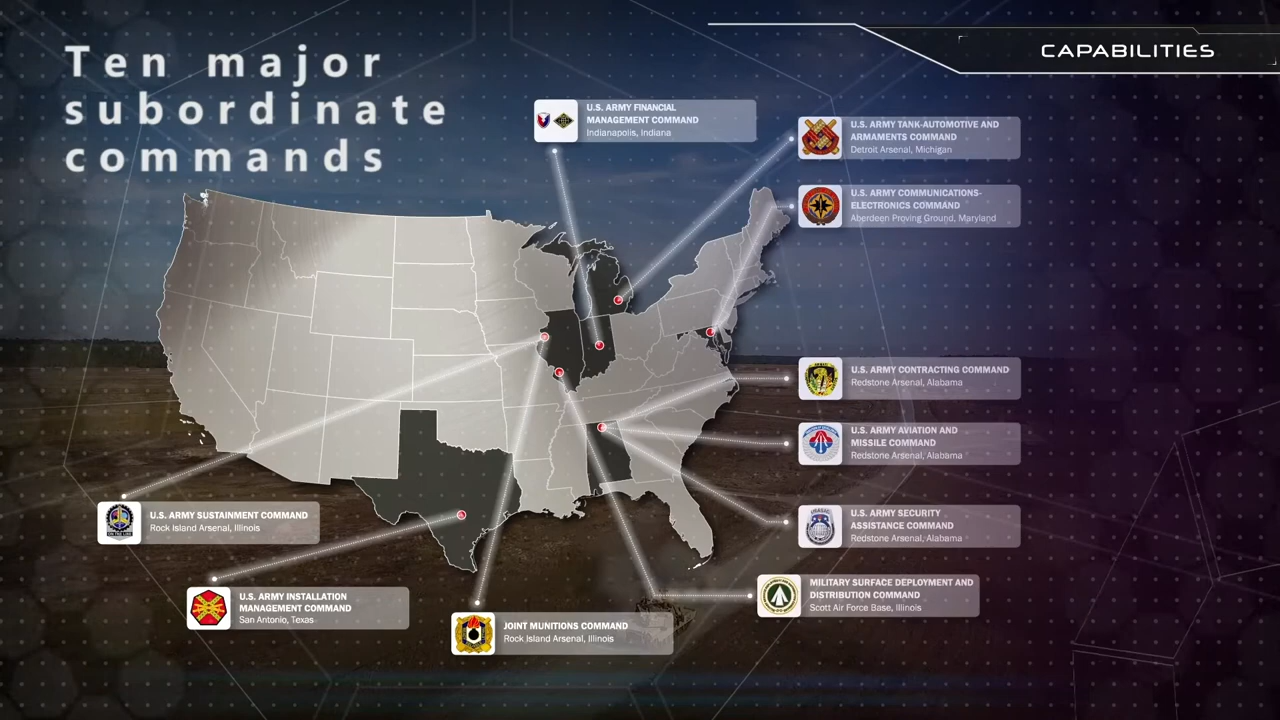 Ten major
subordinate
commands
CAPABILITIES
U.S. ARMY FINANCIAL
MANAGEMENT COMMAND
Indianapolis, Indiana
U.S. ARMY TANK-AUTOMOTIVE AND
ARMAMENTS COMMAND
Detroit Arsenal, Michigan
U.S. ARMY COMMUNICATIONS-
ELECTRONICS COMMAND
Aberdeen Proving Ground, Maryland
U.S. ARMY CONTRACTING COMMAND
Redstone Arsenal, Alabama
U.S. ARMY AVIATION AND
MISSILE COMMAND
Redstone Arsenal, Alabama
U.S. ARMY SECURITY
ASSISTANCE COMMAND
Redstone Arsenal, Alabama
MILITARY SURFACE DEPLOYMENT AND
DISTRIBUTION COMMAND
Scott Air Force Base, Illinois
U.S. ARMY SUSTAINMENT COMMAND
Rock Island Arsenal, Illinois
U.S. ARMY INSTALLATION
MANAGEMENT COMMAND
San Antonio, Texas
JOINT MUNITIONS COMMAND
Rock Island Arsenal, Illinois